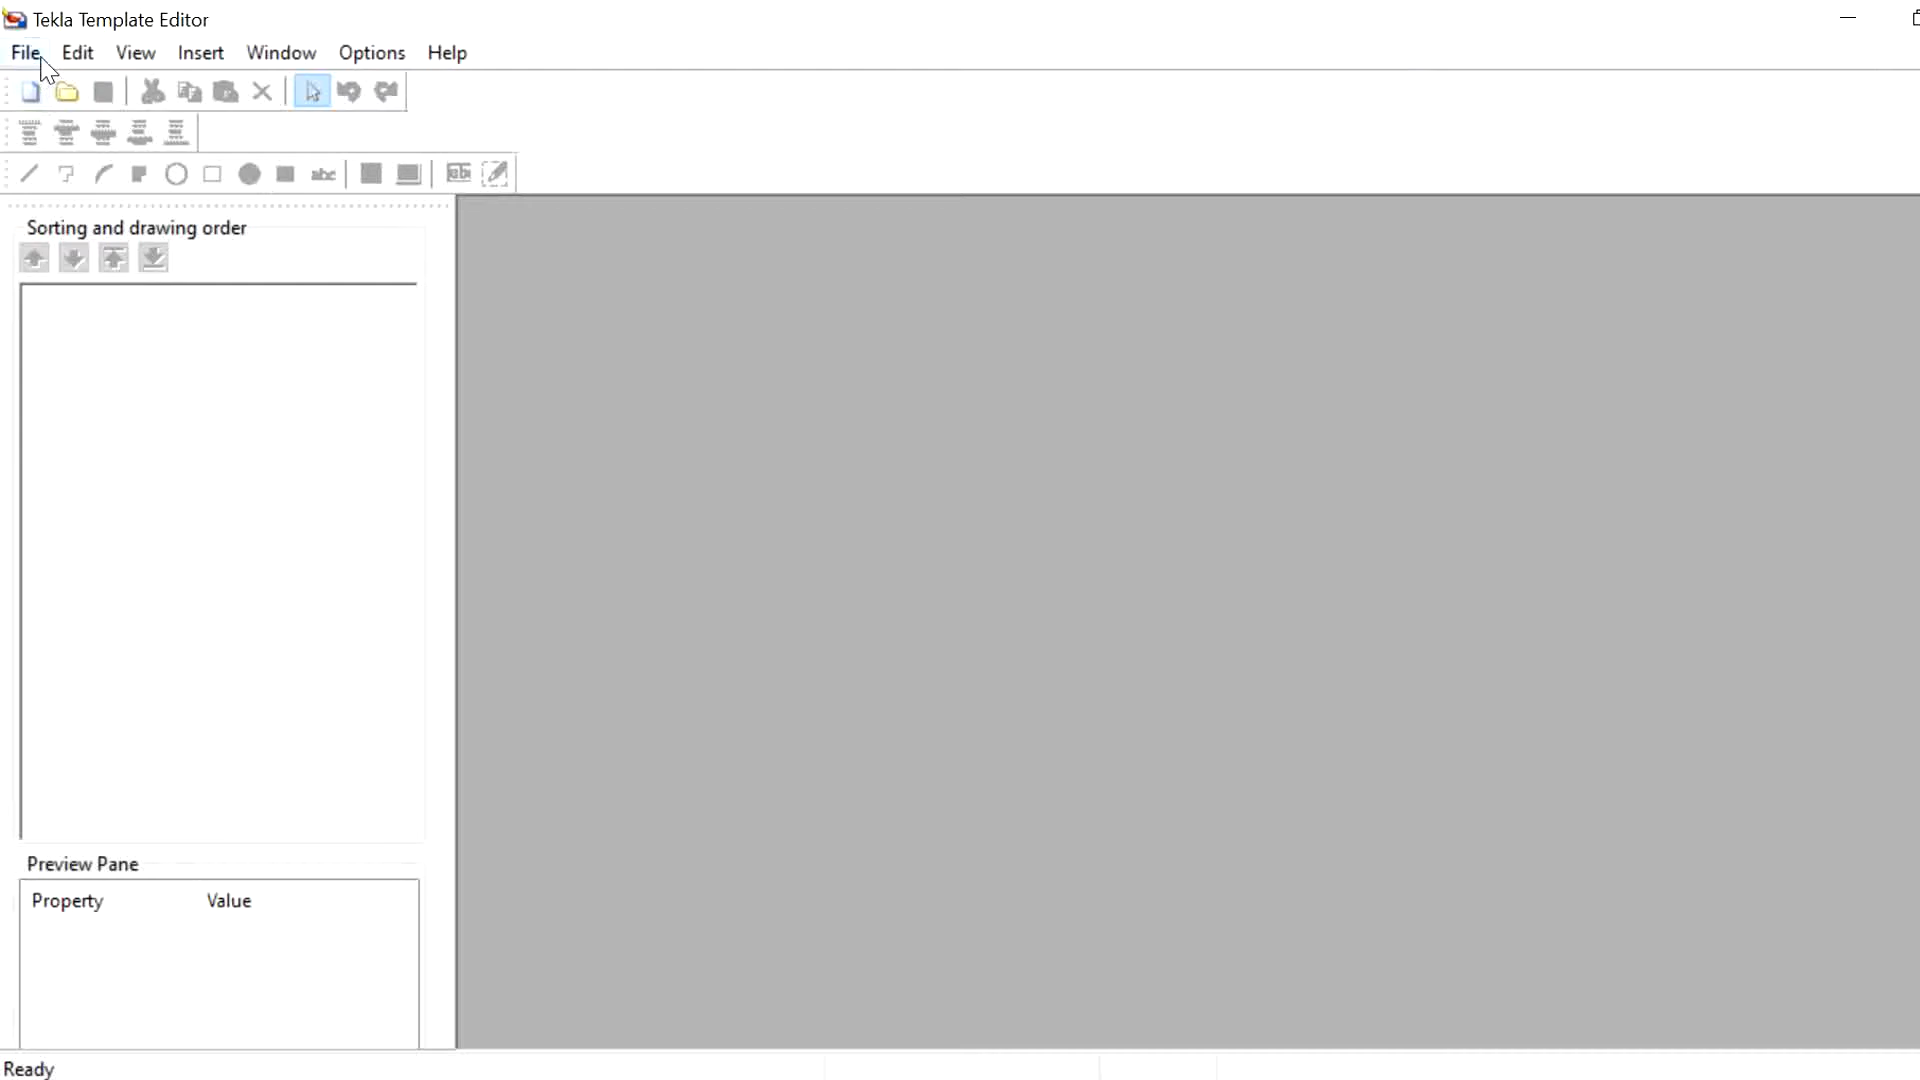 Tekla Template Editor
File Edit View Insert Window Options Help
abc
Sorting and drawing order
Preview Pane
Property Value
Ready